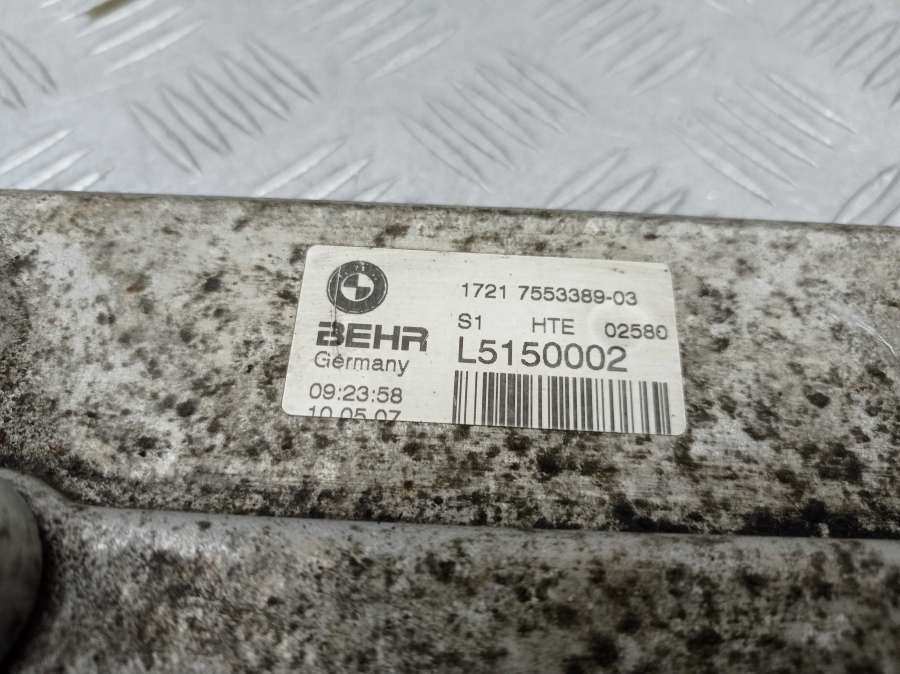 1721 7553389-03
S1 HTE 02580
BEHR
L5150002
Germany
09:23:58
10.05.07